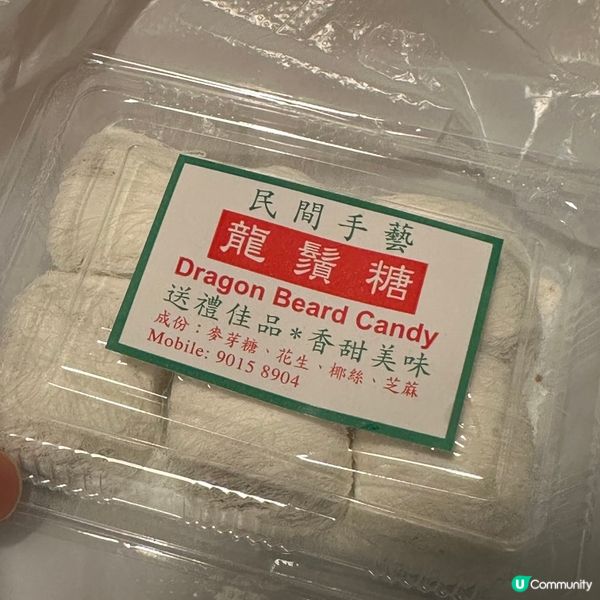 民間手藝
龍鬚糖
Dragon Beard Candy
送禮佳品*香甜美味
成份：麥芽糖、花生、椰絲、芝蔴
Mobile: 9015 8904
U Community